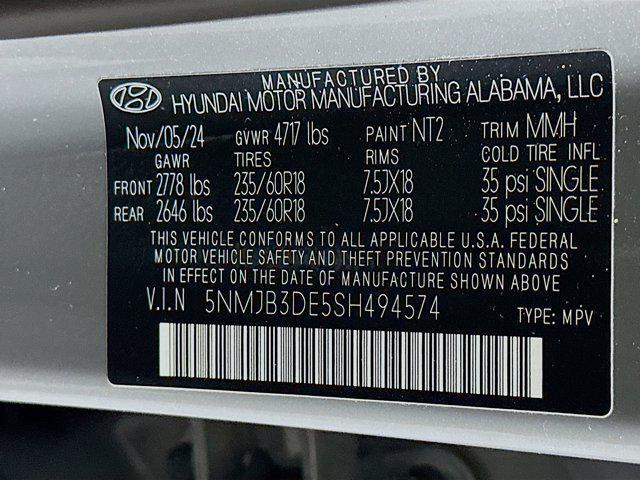 MANUFACTURED BY
HYUNDAI MOTOR MANUFACTURING ALABAMA, LLC
Nov/05/24 GVWR 4717 lbs PAINT NT2 TRIM MMH
GAWR TIRES RIMS COLD TIRE INFL
FRONT 2778 lbs 235/60R18 7.5JX18 35 psi SINGLE
REAR 2646 lbs 235/60R18 7.5JX18 35 psi SINGLE
THIS VEHICLE CONFORMS TO ALL APPLICABLE U.S.A. FEDERAL
MOTOR VEHICLE SAFETY AND THEFT PREVENTION STANDARDS
IN EFFECT ON THE DATE OF MANUFACTURE SHOWN ABOVE.
V.I.N 5NMJB3DE5SH494574 TYPE: MPV